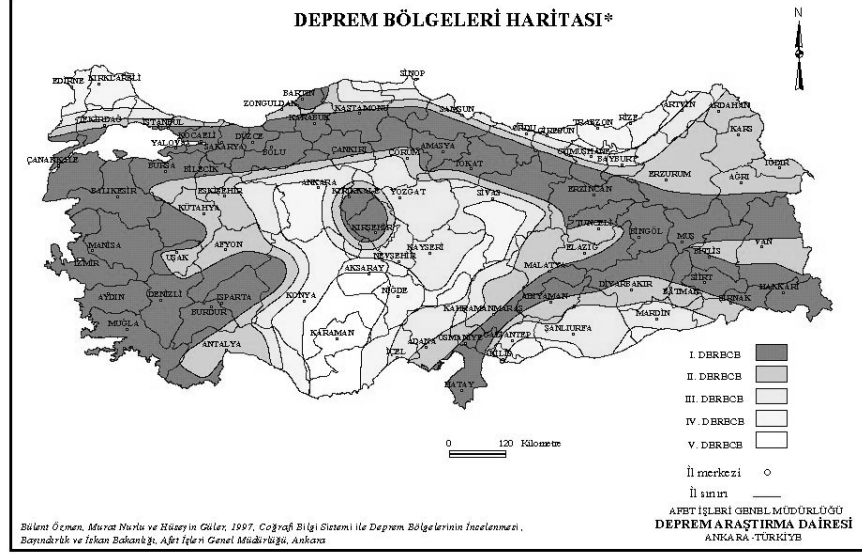 DEPREM BÖLGELERİ HARİTASI*
N
SİNOP
EDİRNE KIRKLARELİ
BARTIN
ZONGULDAK
KASTAMONU
SAMSUN
ARTVİN
ARDAHAN
TEKİRDAĞ
İSTANBUL
KARABÜK
ORDU
GİRESUN
TRABZON
RİZE
KOCAELİ
DÜZCE
YALOVA
SAKARYA
BOLU
ÇANKIRI
ÇORUM
AMASYA
GÜMÜŞHANE
BAYBURT
KARS
ÇANAKKALE
BURSA
BİLECİK
TOKAT
IĞDIR
ANKARA
ERZURUM
AĞRI
BALIKESİR
ESKİŞEHİR
KIRIKKALE
YOZGAT
SİVAS
ERZİNCAN
KÜTAHYA
KIRŞEHİR
TUNCELİ
BİNGÖL
MUŞ
MANİSA
AFYON
KAYSERİ
ELAZIĞ
BİTLİS
VAN
İZMİR
UŞAK
NEVŞEHİR
AKSARAY
MALATYA
DİYARBAKIR
SİİRT
AYDIN
DENİZLİ
ISPARTA
KONYA
NİĞDE
ADIYAMAN
BATMAN
HAKKARİ
BURDUR
KAHRAMANMARAŞ
MARDİN
ŞIRNAK
MUĞLA
KARAMAN
ŞANLIURFA
ANTALYA
İÇEL
ADANA
OSMANİYE
GAZİANTEP
KİLİS
HATAY
I. DERECE
II. DERECE
III. DERECE
IV. DERECE
V. DERECE
0 120 Kilometre
İl merkezi
İl sınırı
AFET İŞLERİ GENEL MÜDÜRLÜĞÜ
DEPREM ARAŞTIRMA DAİRESİ
ANKARA -TÜRKİYE
Bülent Özmen, Murat Nurlu ve Hüseyin Güler, 1997, Coğrafi Bilgi Sistemi ile Deprem Bölgelerinin İncelenmesi,
Bayındırlık ve İskan Bakanlığı, Afet İşleri Genel Müdürlüğü, Ankara